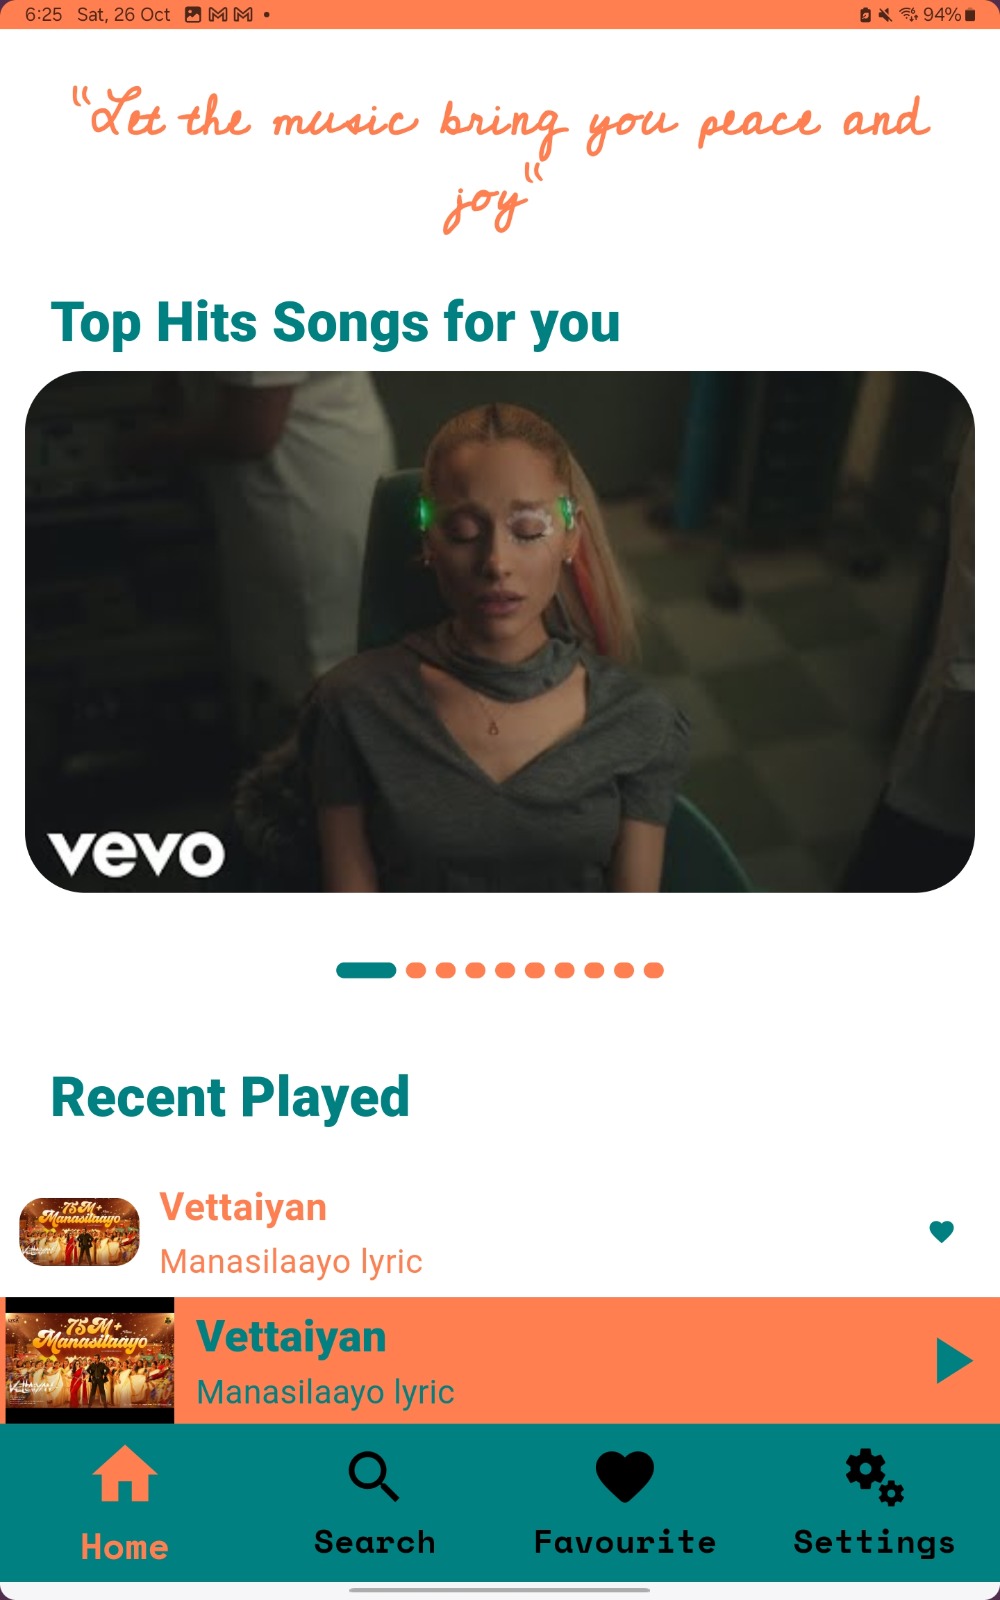 6:25 Sat, 26 Oct 94%
"Let the music bring you peace and
joy"
Top Hits Songs for you
vevo
Recent Played
75M+
Manasilaayo
Vettaiyan
Manasilaayo lyric
75M+
Manasilaayo
Vettaiyan
Vettaiyan
Manasilaayo lyric
Home Search Favourite Settings